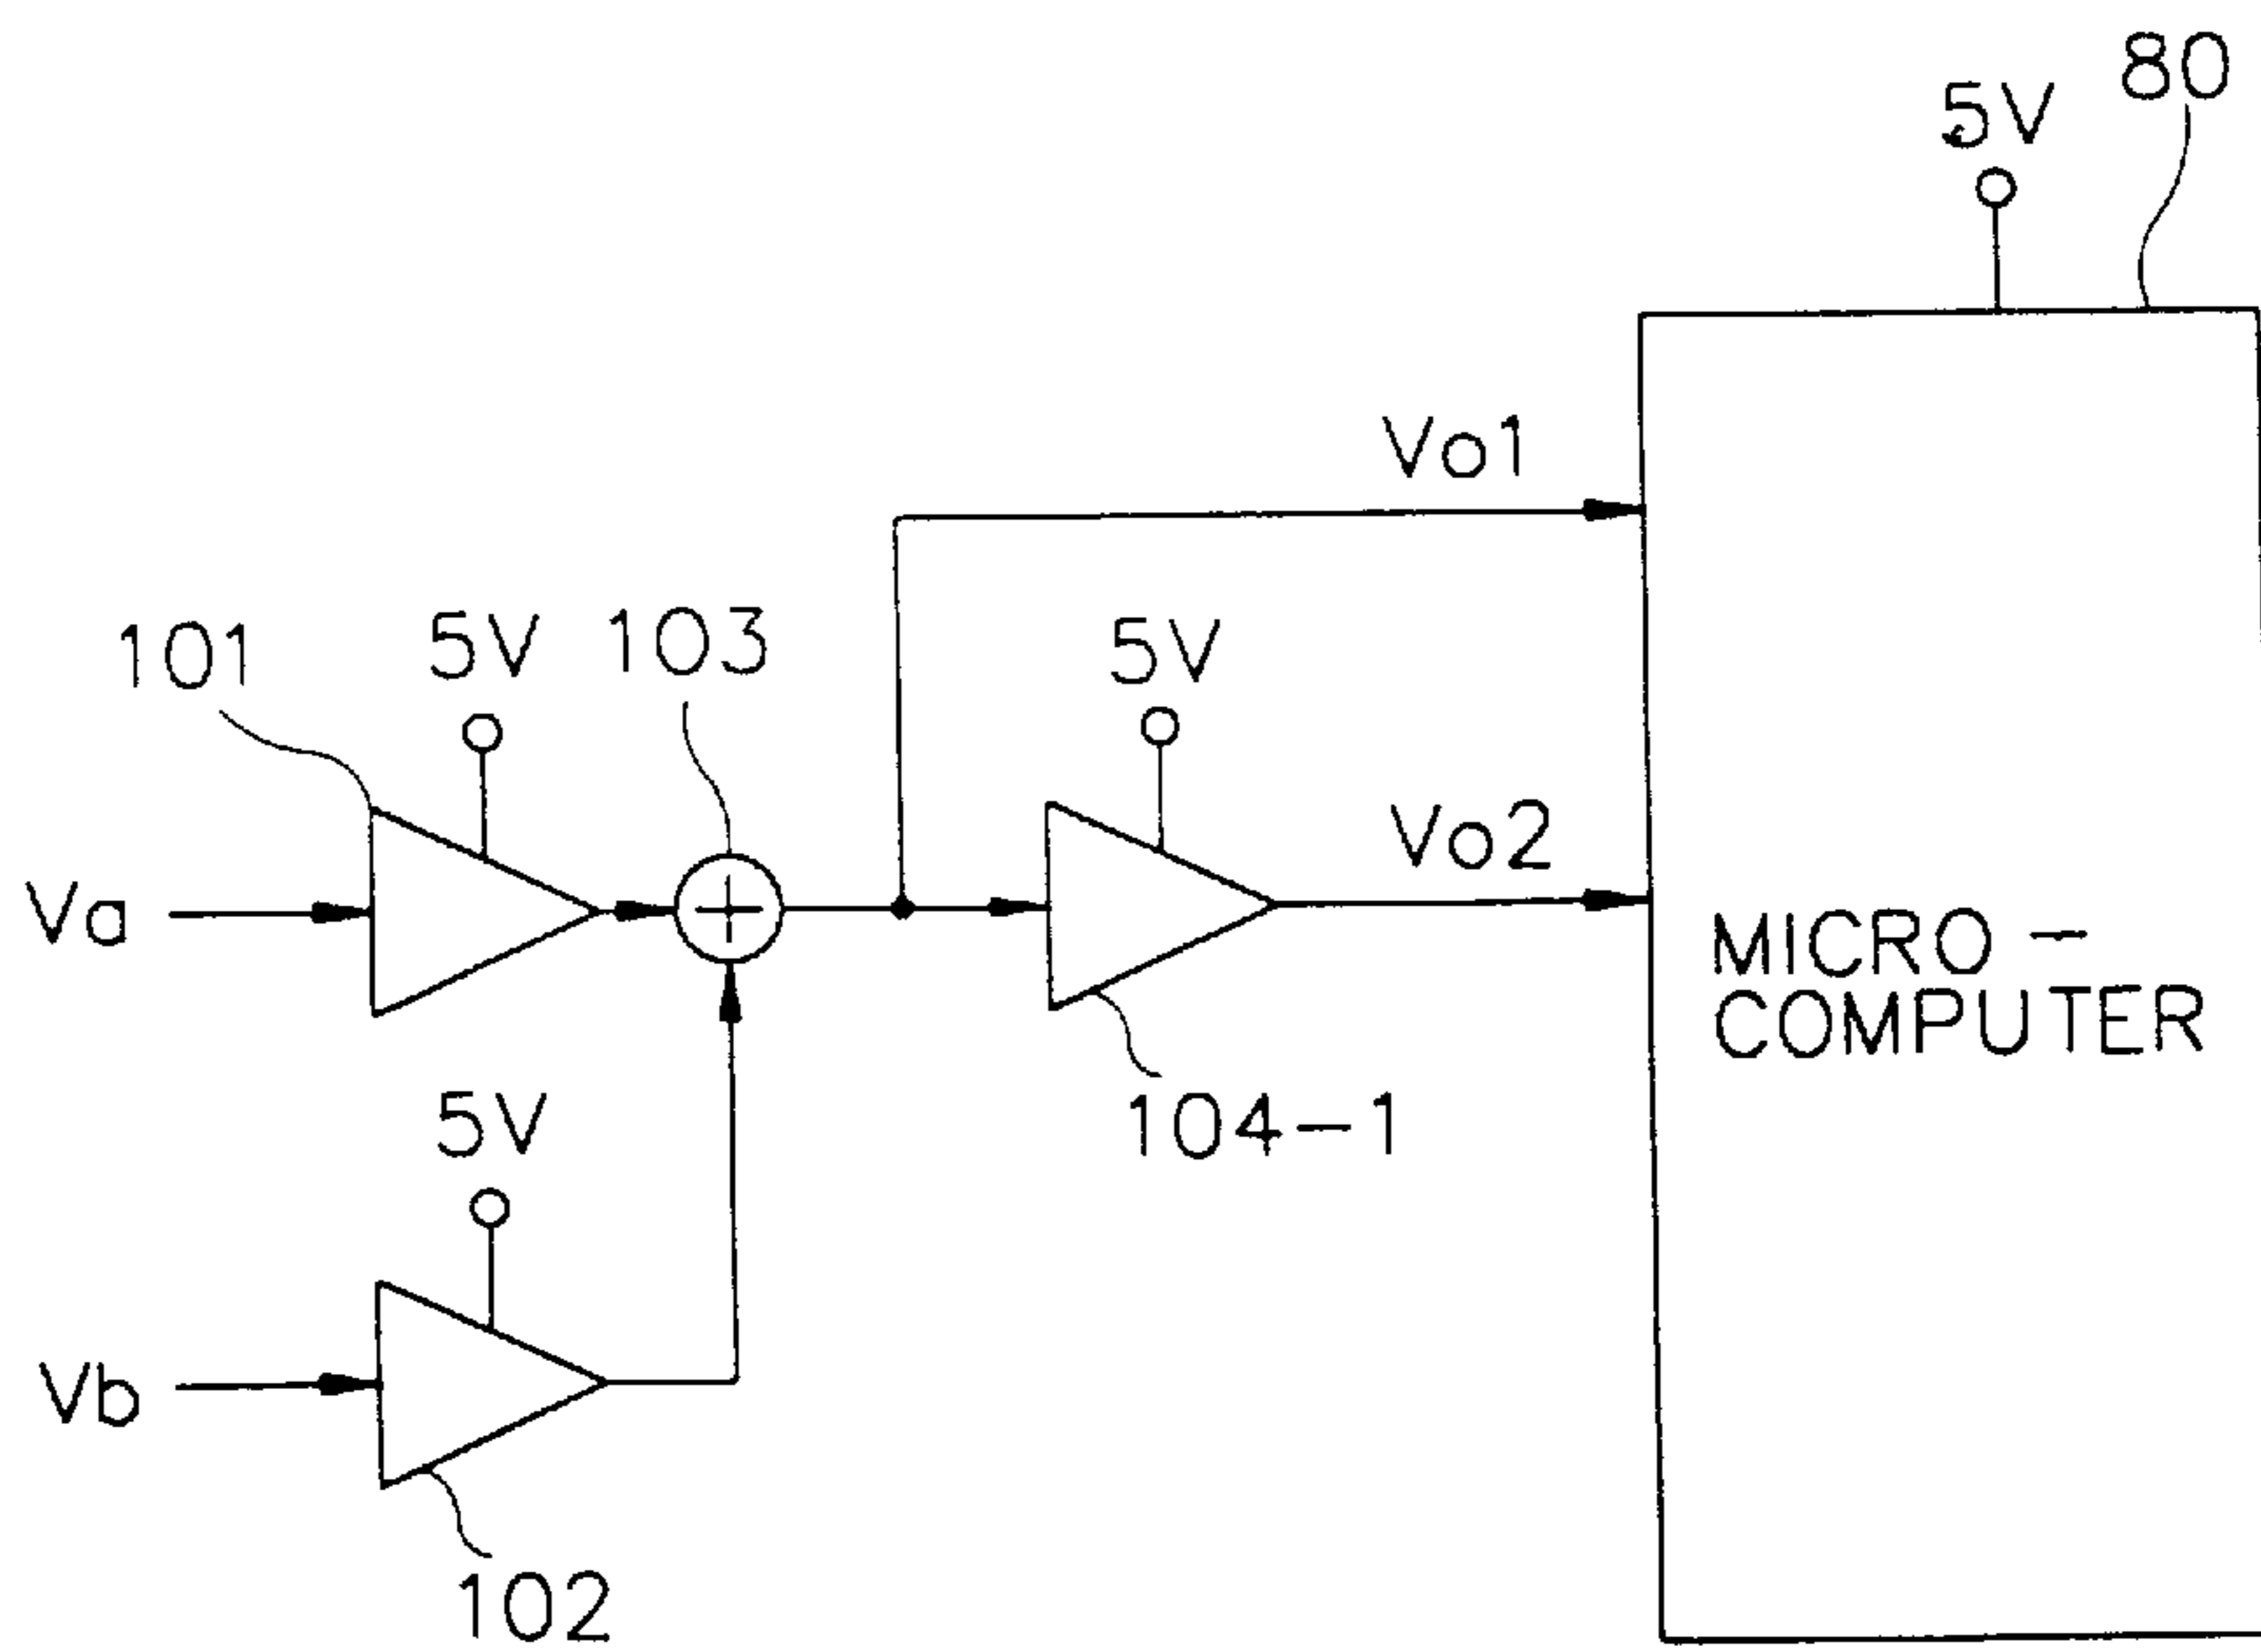 80
5V
Vo1
101
5V
103
5V
Vo2
Va
MICRO-
COMPUTER
5V
104-1
Vb
102